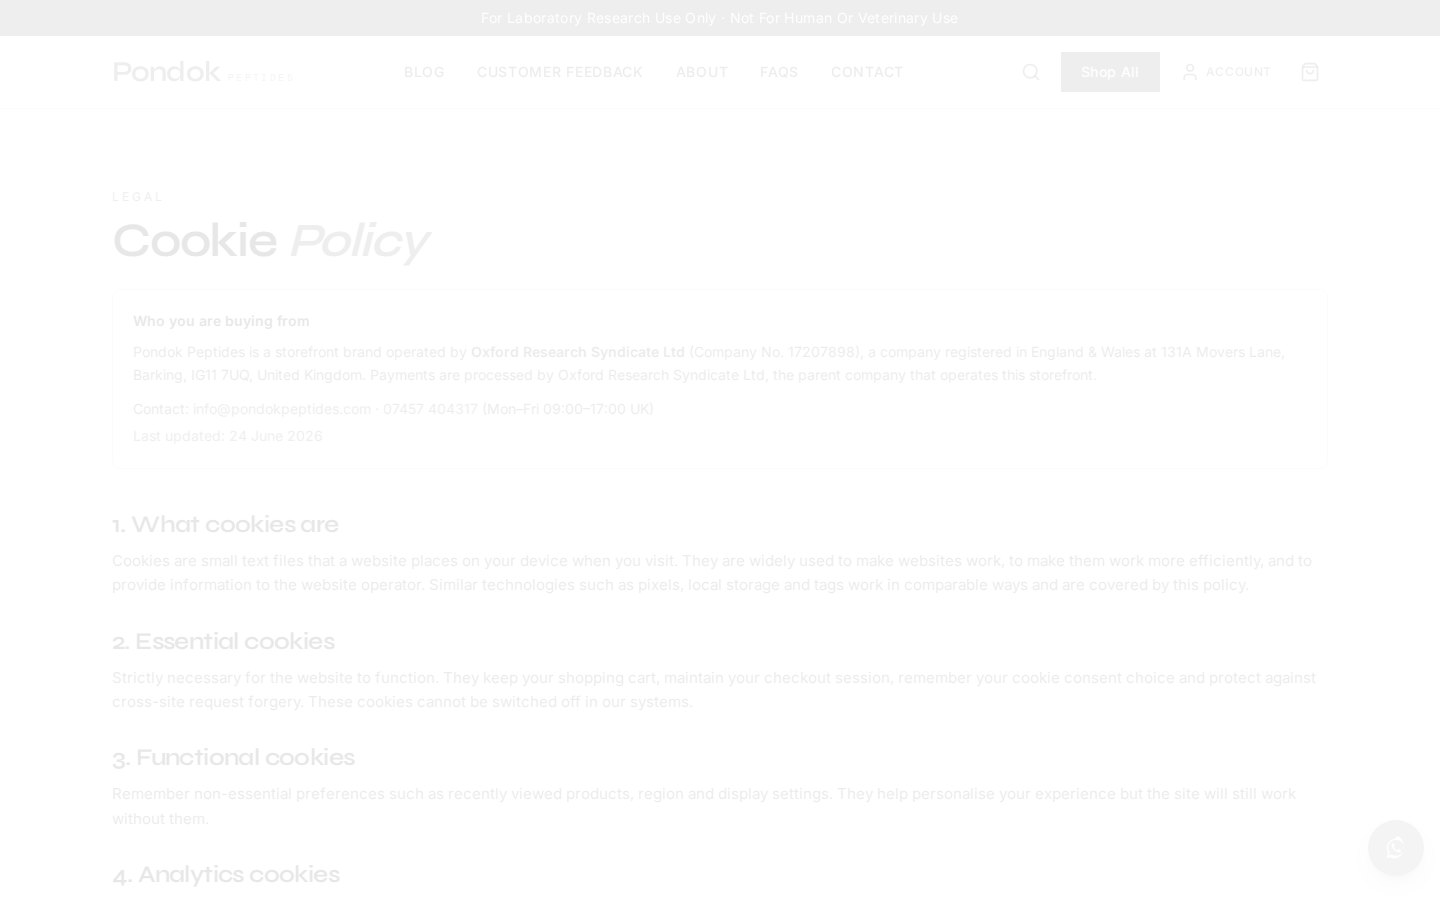 For Laboratory Research Use Only · Not For Human Or Veterinary Use
Pondok PEPTIDES
BLOG
CUSTOMER FEEDBACK
ABOUT
FAQS
CONTACT
Shop All
ACCOUNT
LEGAL
Cookie Policy
Who you are buying from
Pondok Peptides is a storefront brand operated by Oxford Research Syndicate Ltd (Company No. 17207898), a company registered in England & Wales at 131A Movers Lane,
Barking, IG11 7UQ, United Kingdom. Payments are processed by Oxford Research Syndicate Ltd, the parent company that operates this storefront.
Contact: info@pondokpeptides.com · 07457 404317 (Mon–Fri 09:00–17:00 UK)
Last updated: 24 June 2026
1. What cookies are
Cookies are small text files that a website places on your device when you visit. They are widely used to make websites work, to make them work more efficiently, and to
provide information to the website operator. Similar technologies such as pixels, local storage and tags work in comparable ways and are covered by this policy.
2. Essential cookies
Strictly necessary for the website to function. They keep your shopping cart, maintain your checkout session, remember your cookie consent choice and protect against
cross-site request forgery. These cookies cannot be switched off in our systems.
3. Functional cookies
Remember non-essential preferences such as recently viewed products, region and display settings. They help personalise your experience but the site will still work
without them.
4. Analytics cookies